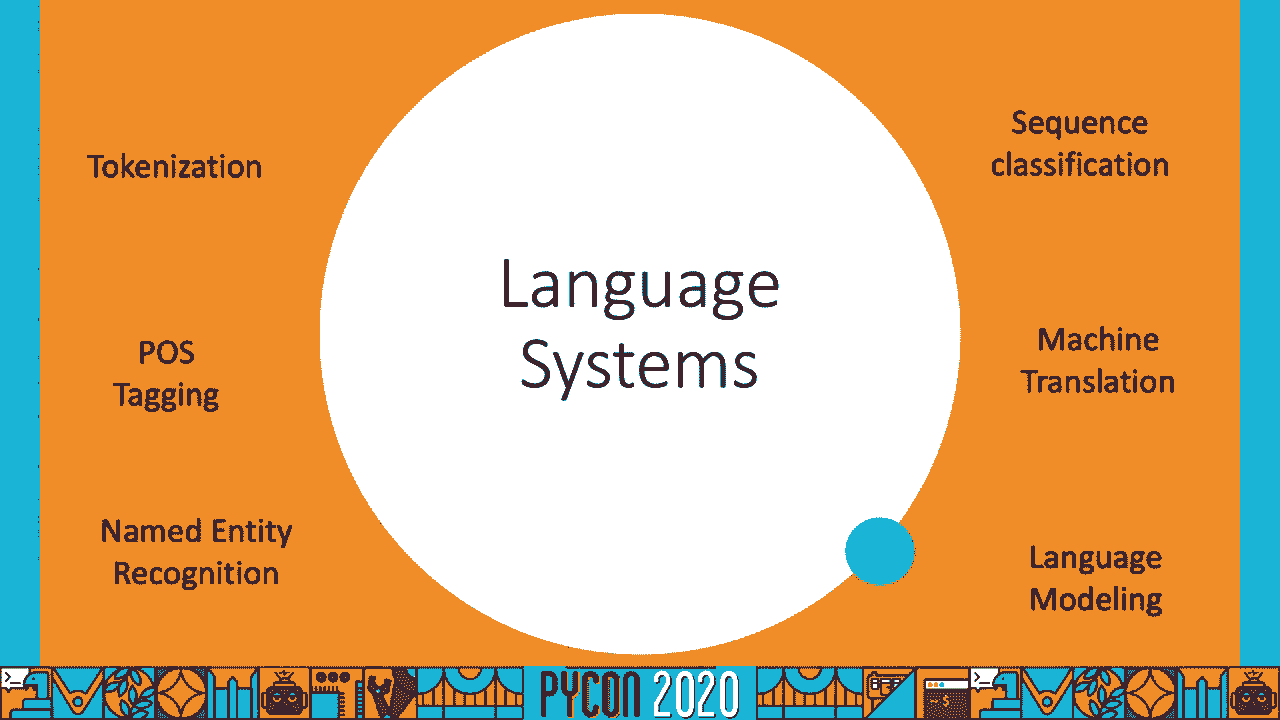 Tokenization
POS
Tagging
Named Entity
Recognition
Language
Systems
Sequence
classification
Machine
Translation
Language
Modeling
PYCON 2020